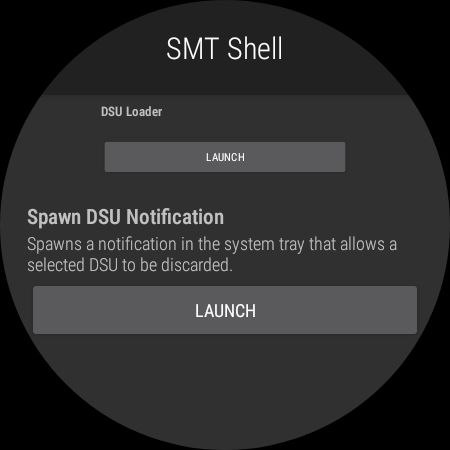 SMT Shell
DSU Loader
LAUNCH
Spawn DSU Notification
Spawns a notification in the system tray that allows a
selected DSU to be discarded.
LAUNCH